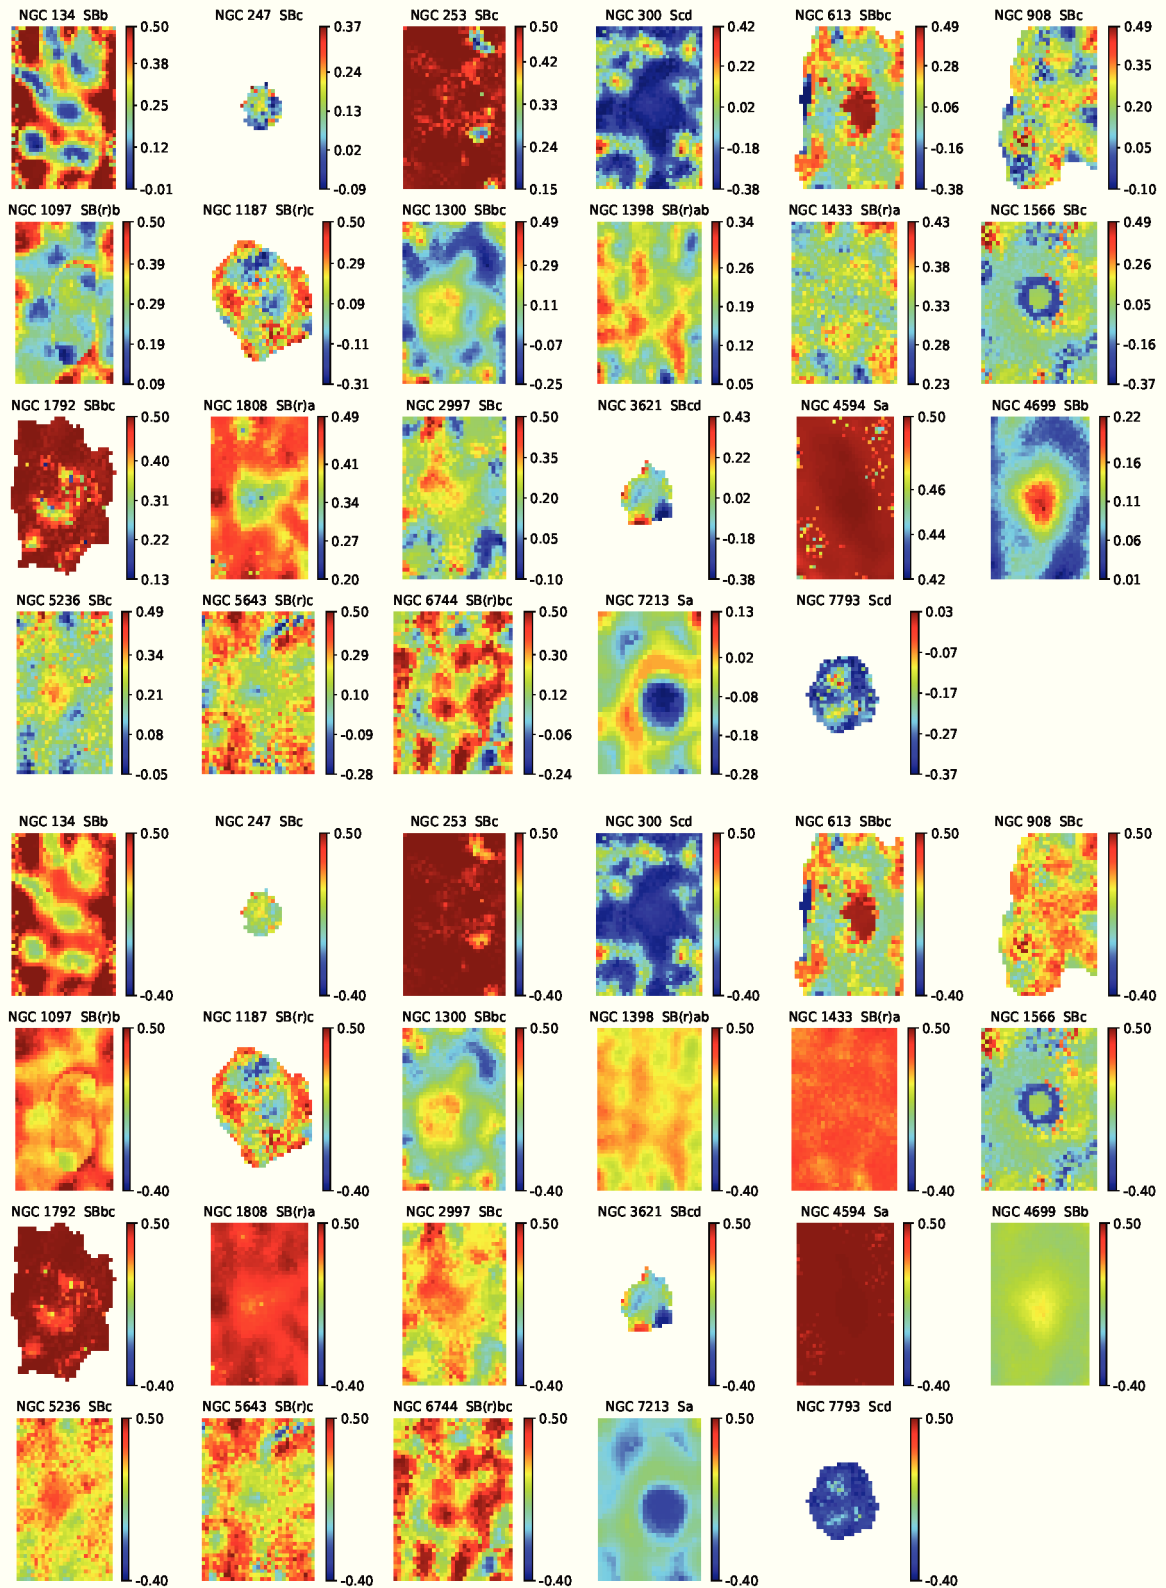 NGC 134 SBb NGC 247 SBc NGC 253 SBc NGC 300 Scd NGC 613 SBbc NGC 908 SBc
0.50 0.37 0.50 0.42 0.49 0.49
0.38 0.24 0.42 0.22 0.28 0.35
0.25 0.13 0.33 0.02 0.06 0.20
0.12 0.02 0.24 -0.18 -0.16 0.05
-0.01 -0.09 0.15 -0.38 -0.38 -0.10
NGC 1097 SB(r)b NGC 1187 SB(r)c NGC 1300 SBbc NGC 1398 SB(r)ab NGC 1433 SB(r)a NGC 1566 SBc
0.50 0.50 0.49 0.34 0.43 0.49
0.39 0.29 0.29 0.26 0.38 0.26
0.29 0.09 0.11 0.19 0.33 0.05
0.19 -0.11 -0.07 0.12 0.28 -0.16
0.09 -0.31 -0.25 0.05 0.23 -0.37
NGC 1792 SBbc NGC 1808 SB(r)a NGC 2997 SBc NGC 3621 SBcd NGC 4594 Sa NGC 4699 SBb
0.50 0.49 0.50 0.43 0.50 0.22
0.40 0.41 0.35 0.22 0.48 0.16
0.31 0.34 0.20 0.02 0.46 0.11
0.22 0.27 0.05 -0.18 0.44 0.06
0.13 0.20 -0.10 -0.38 0.42 0.01
NGC 5236 SBc NGC 5643 SB(r)c NGC 6744 SB(r)bc NGC 7213 Sa NGC 7793 Scd
0.49 0.50 0.50 0.13 0.03
0.34 0.29 0.30 0.02 -0.07
0.21 0.10 0.12 -0.08 -0.17
0.08 -0.09 -0.06 -0.18 -0.27
-0.05 -0.28 -0.24 -0.28 -0.37
NGC 134 SBb NGC 247 SBc NGC 253 SBc NGC 300 Scd NGC 613 SBbc NGC 908 SBc
0.50 0.50 0.50 0.50 0.50 0.50
-0.40 -0.40 -0.40 -0.40 -0.40 -0.40
NGC 1097 SB(r)b NGC 1187 SB(r)c NGC 1300 SBbc NGC 1398 SB(r)ab NGC 1433 SB(r)a NGC 1566 SBc
0.50 0.50 0.50 0.50 0.50 0.50
-0.40 -0.40 -0.40 -0.40 -0.40 -0.40
NGC 1792 SBbc NGC 1808 SB(r)a NGC 2997 SBc NGC 3621 SBcd NGC 4594 Sa NGC 4699 SBb
0.50 0.50 0.50 0.50 0.50 0.50
-0.40 -0.40 -0.40 -0.40 -0.40 -0.40
NGC 5236 SBc NGC 5643 SB(r)c NGC 6744 SB(r)bc NGC 7213 Sa NGC 7793 Scd
0.50 0.50 0.50 0.50 0.50
-0.40 -0.40 -0.40 -0.40 -0.40